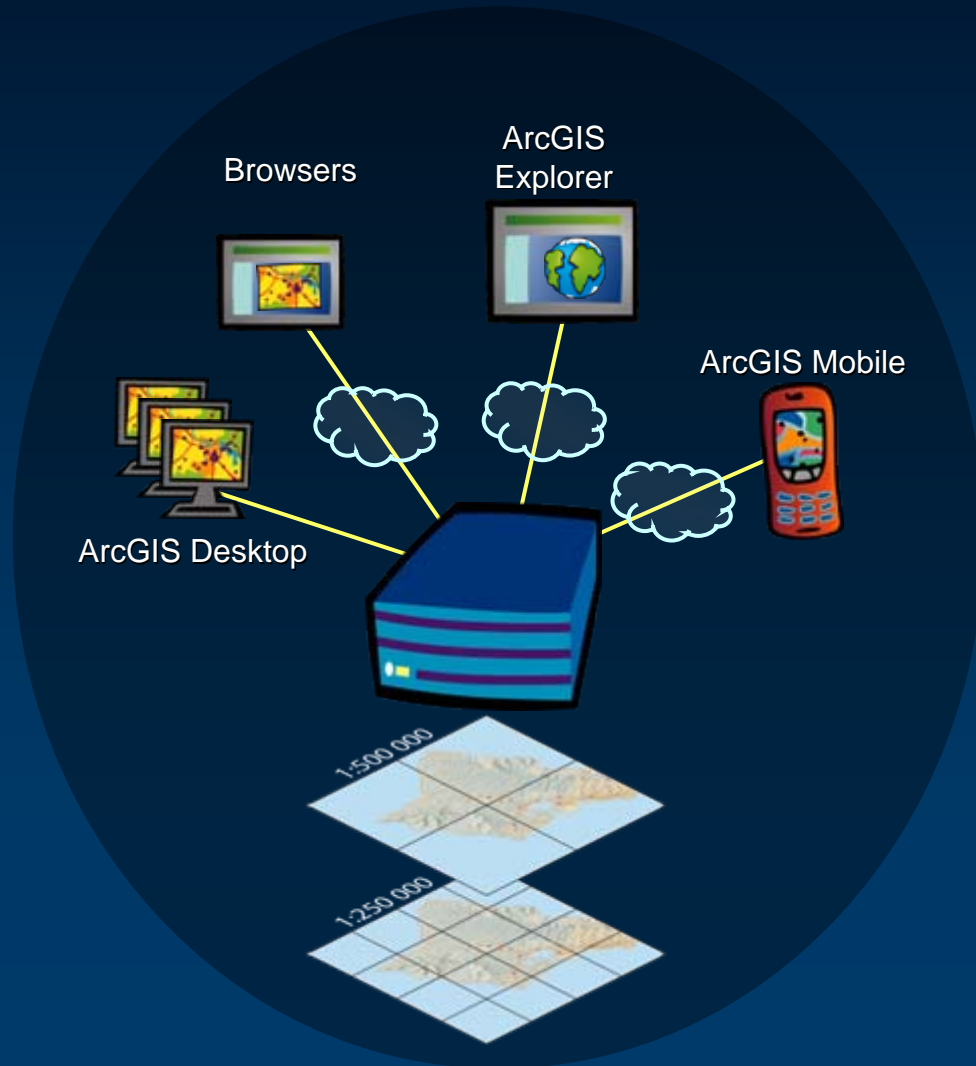 Browsers
ArcGIS
Explorer
ArcGIS Mobile
ArcGIS Desktop
1:500 000
1:250 000